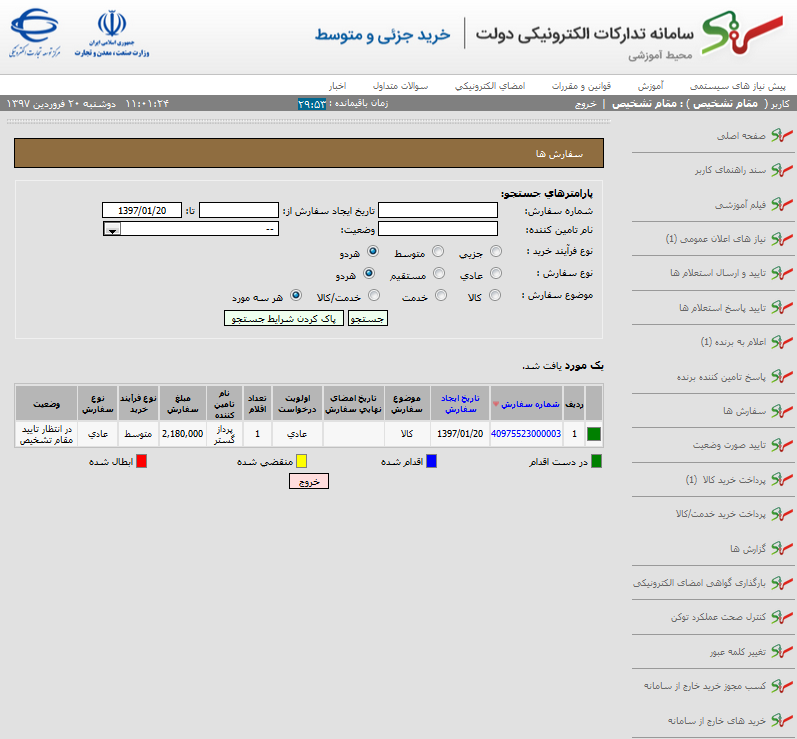 سامانه تدارکات الکترونیکی دولت
محیط آموزشی
خرید جزئی و متوسط
جمهوری اسلامی ایران
وزارت صنعت، معدن و تجارت
مرکز توسعه تجارت الکترونیکی
پیش نیاز های سیستمی
آموزش
قوانین و مقررات
امضای الکترونیکی
سوالات متداول
اخبار
کاربر ( مقام تشخیص ) : مقام تشخیص | خروج
زمان باقیمانده : ۲۹:۵۳
۱۱:۰۱:۲۴ دوشنبه ۲۰ فروردین ۱۳۹۷
صفحه اصلی
سند راهنمای کاربر
فیلم آموزشی
نیاز های اعلان عمومی (1)
تایید و ارسال استعلام ها
تایید پاسخ استعلام ها
اعلام به برنده (1)
پاسخ تامین کننده برنده
سفارش ها
تایید صورت وضعیت
پرداخت خرید کالا (1)
پرداخت خرید خدمت/کالا
گزارش ها
بارگذاری گواهی امضای الکترونیکی
کنترل صحت عملکرد توکن
تغییر کلمه عبور
کسب مجوز خرید خارج از سامانه
خرید های خارج از سامانه
سفارش ها
پارامترهاي جستجو:
شماره سفارش: تاریخ ایجاد سفارش از: تا: 1397/01/20
نام تامین کننده: وضعیت: --
نوع فرآیند خرید : جزیی متوسط هردو
نوع سفارش : عادي مستقیم هردو
موضوع سفارش : کالا خدمت خدمت/کالا هر سه مورد
جستجو پاک کردن شرایط جستجو
یک مورد یافت شد.
ردیف شماره سفارش تاریخ ایجاد سفارش موضوع سفارش تاریخ امضای نهایی سفارش اولویت درخواست تعداد اقلام نام تامین کننده مبلغ سفارش نوع فرآیند خرید نوع سفارش وضعیت
1 40975523000003 1397/01/20 کالا عادي 1 پرداز گستر 2,180,000 متوسط عادي در انتظار تایید مقام تشخیص
در دست اقدام اقدام شده منقضي شده ابطال شده
خروج